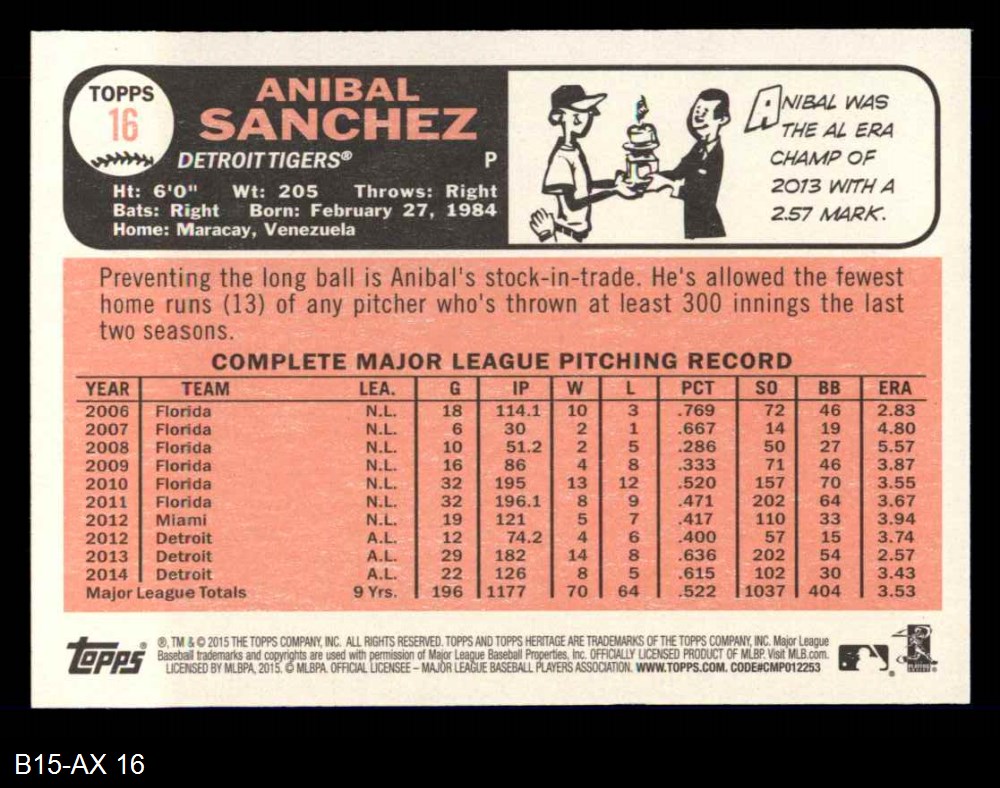 TOPPS
16
ANIBAL
SANCHEZ
DETROIT TIGERS® P
Ht: 6'0" Wt: 205 Throws: Right
Bats: Right Born: February 27, 1984
Home: Maracay, Venezuela
ANIBAL WAS
THE AL ERA
CHAMP OF
2013 WITH A
2.57 MARK.
Preventing the long ball is Anibal's stock-in-trade. He's allowed the fewest
home runs (13) of any pitcher who's thrown at least 300 innings the last
two seasons.
COMPLETE MAJOR LEAGUE PITCHING RECORD
YEAR TEAM LEA. G IP W L PCT SO BB ERA
2006 Florida N.L. 18 114.1 10 3 .769 72 46 2.83
2007 Florida N.L. 6 30 2 1 .667 14 19 4.80
2008 Florida N.L. 10 51.2 2 5 .286 50 27 5.57
2009 Florida N.L. 16 86 4 8 .333 71 46 3.87
2010 Florida N.L. 32 195 13 12 .520 157 70 3.55
2011 Florida N.L. 32 196.1 8 9 .471 202 64 3.67
2012 Miami N.L. 19 121 5 7 .417 110 33 3.94
2012 Detroit A.L. 12 74.2 4 6 .400 57 15 3.74
2013 Detroit A.L. 29 182 14 8 .636 202 54 2.57
2014 Detroit A.L. 22 126 8 5 .615 102 30 3.43
Major League Totals 9 Yrs. 196 1177 70 64 .522 1037 404 3.53
Topps®
®, TM & © 2015 THE TOPPS COMPANY, INC. ALL RIGHTS RESERVED. TOPPS AND TOPPS HERITAGE ARE TRADEMARKS OF THE TOPPS COMPANY, INC. Major League
Baseball trademarks and copyrights are used with permission of Major League Baseball Properties, Inc. OFFICIALLY LICENSED PRODUCT OF MLBP. Visit MLB.com.
LICENSED BY MLBPA, 2015. © MLBPA. OFFICIAL LICENSEE – MAJOR LEAGUE BASEBALL PLAYERS ASSOCIATION. WWW.TOPPS.COM. CODE#CMP012253
B15-AX 16